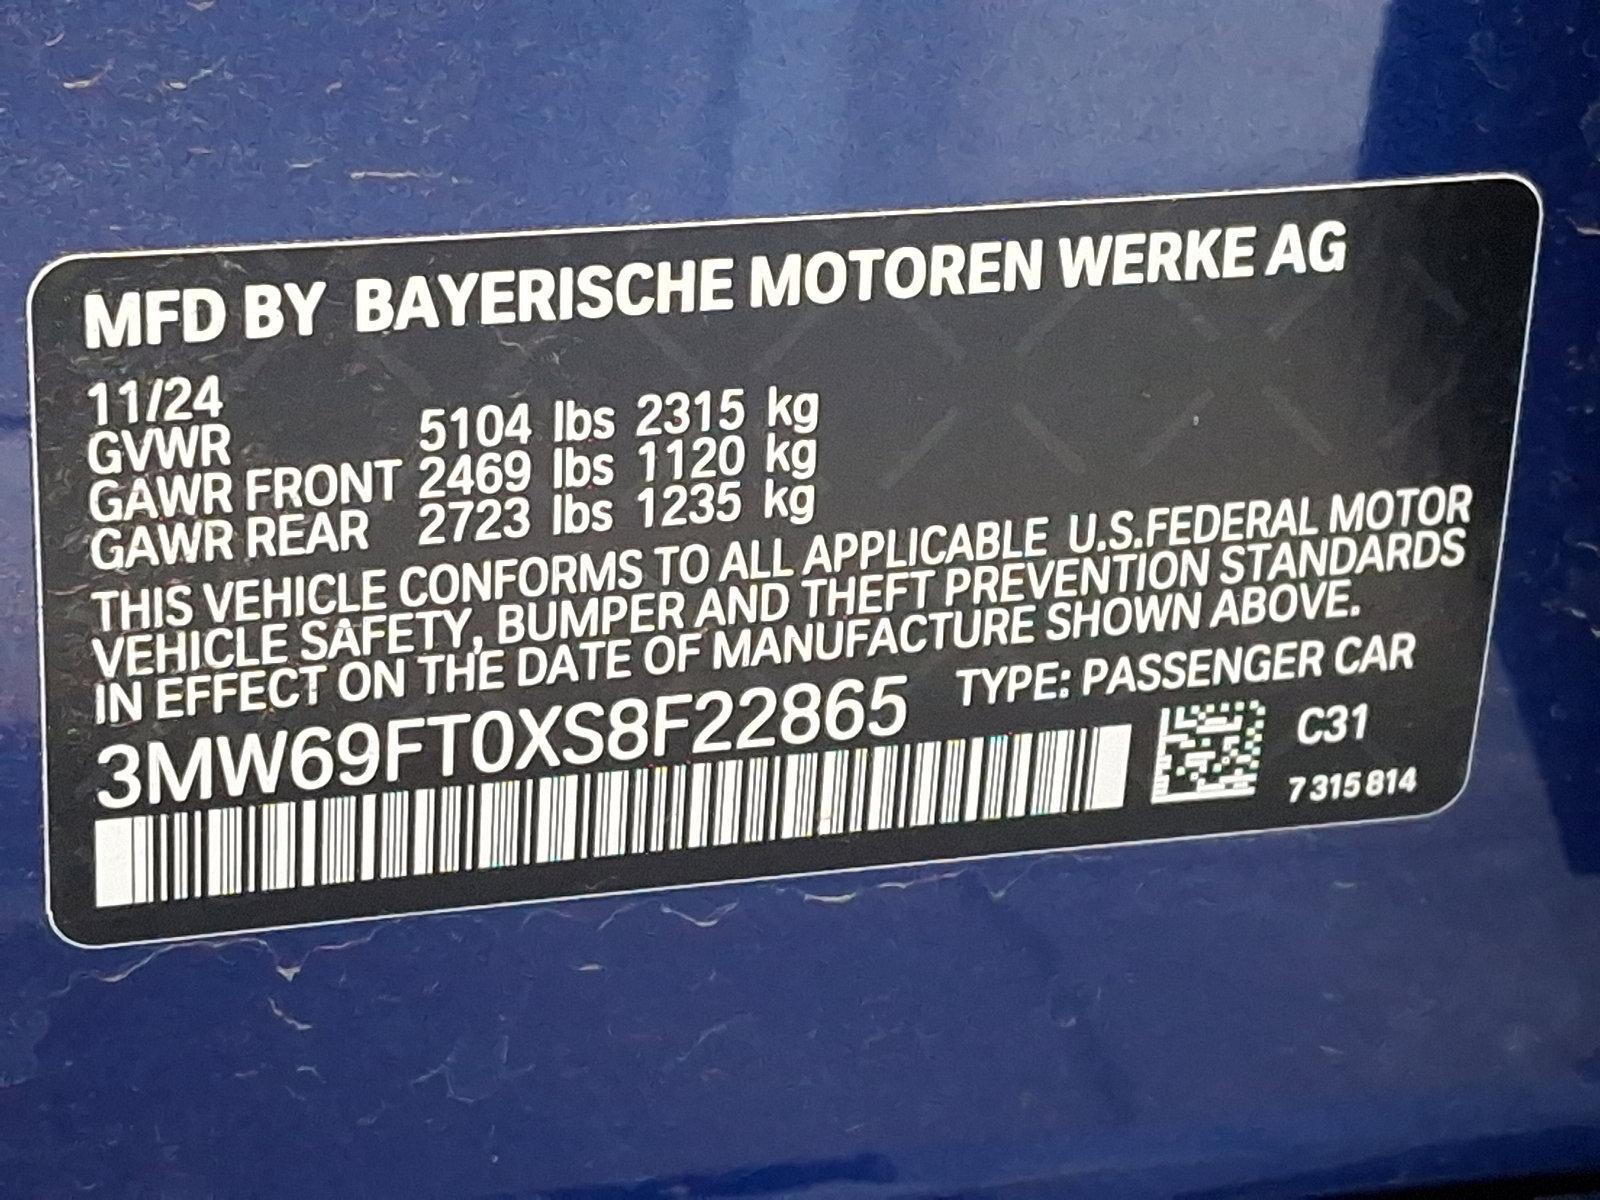 MFD BY BAYERISCHE MOTOREN WERKE AG
11/24
GVWR 5104 lbs 2315 kg
GAWR FRONT 2469 lbs 1120 kg
GAWR REAR 2723 lbs 1235 kg
THIS VEHICLE CONFORMS TO ALL APPLICABLE U.S.FEDERAL MOTOR
VEHICLE SAFETY, BUMPER AND THEFT PREVENTION STANDARDS
IN EFFECT ON THE DATE OF MANUFACTURE SHOWN ABOVE.
3MW69FT0XS8F22865 TYPE: PASSENGER CAR
C31
7 315 814